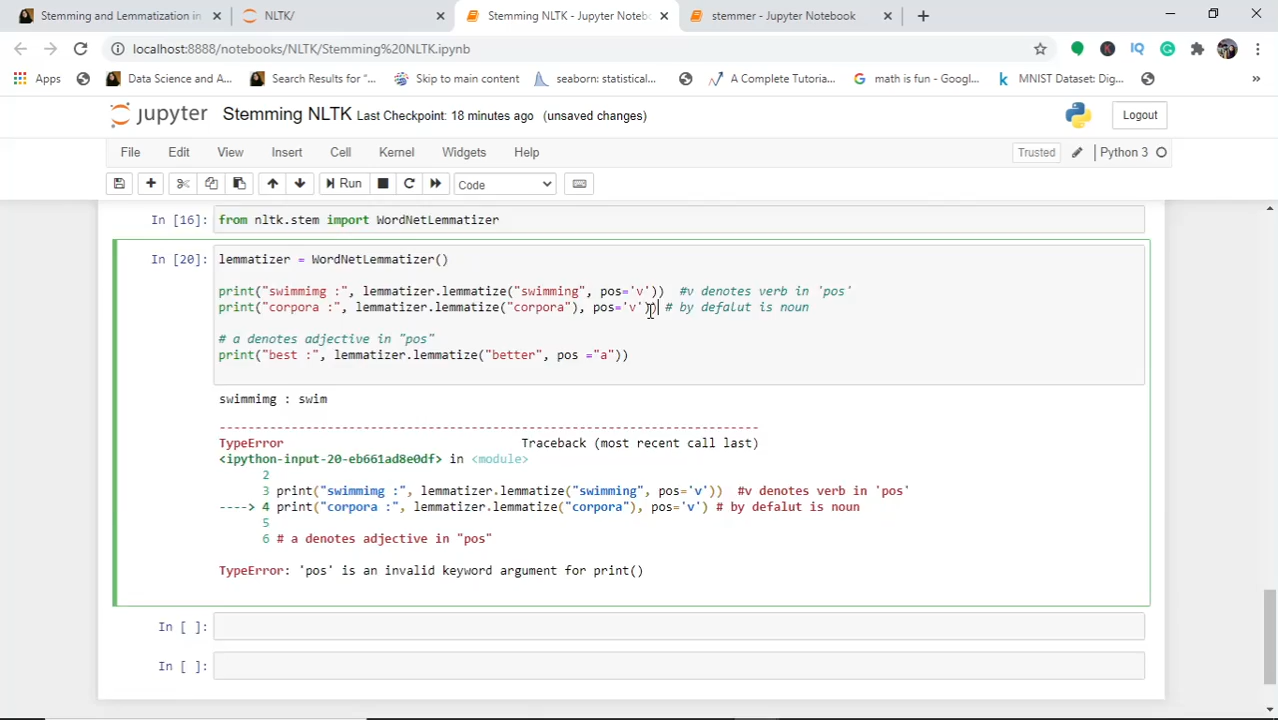 Stemming and Lemmatization in
NLTK/
Stemming NLTK - Jupyter Noteb
stemmer - Jupyter Notebook
localhost:8888/notebooks/NLTK/Stemming%20NLTK.ipynb
Apps
Data Science and A...
Search Results for "...
Skip to main content
seaborn: statistical...
A Complete Tutoria...
math is fun - Googl...
MNIST Dataset: Dig...
»
jupyter Stemming NLTK Last Checkpoint: 18 minutes ago (unsaved changes)
Logout
File Edit View Insert Cell Kernel Widgets Help
Trusted
Python 3
Run
Code
In [16]: from nltk.stem import WordNetLemmatizer
In [20]: lemmatizer = WordNetLemmatizer()
print("swimmimg :", lemmatizer.lemmatize("swimming", pos='v')) #v denotes verb in 'pos'
print("corpora :", lemmatizer.lemmatize("corpora"), pos='v')) # by defalut is noun
# a denotes adjective in "pos"
print("best :", lemmatizer.lemmatize("better", pos ="a"))
swimmimg : swim
---------------------------------------------------------------------------
TypeError Traceback (most recent call last)
<ipython-input-20-eb661ad8e0df> in <module>
2
3 print("swimmimg :", lemmatizer.lemmatize("swimming", pos='v')) #v denotes verb in 'pos'
----> 4 print("corpora :", lemmatizer.lemmatize("corpora"), pos='v') # by defalut is noun
5
6 # a denotes adjective in "pos"
TypeError: 'pos' is an invalid keyword argument for print()
In [ ]:
In [ ]: